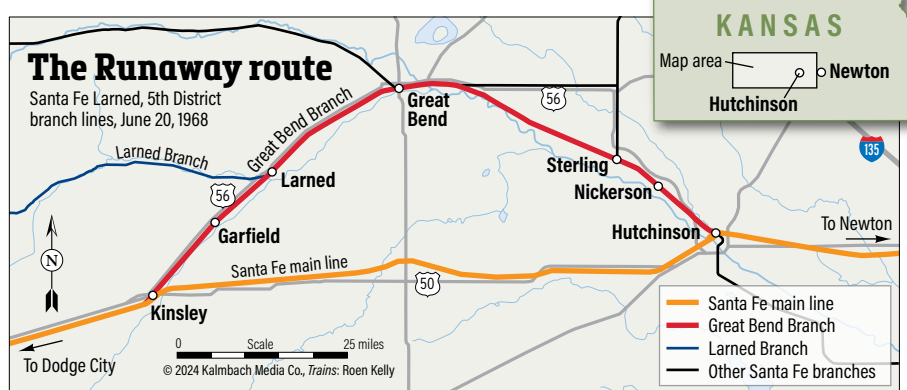 The Runaway route
Santa Fe Larned, 5th District
branch lines, June 20, 1968
KANSAS
Map area
Newton
Hutchinson
135
Great
Bend
56
Great Bend Branch
Larned Branch
Sterling
Larned
Nickerson
56
Garfield
Hutchinson
To Newton
N
Santa Fe main line
50
Kinsley
To Dodge City
0 Scale 25 miles
© 2024 Kalmbach Media Co., Trains: Roen Kelly
Santa Fe main line
Great Bend Branch
Larned Branch
Other Santa Fe branches